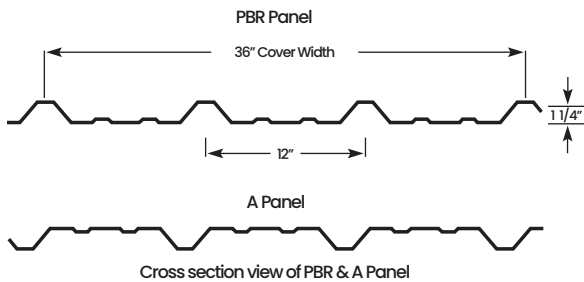 PBR Panel
36” Cover Width
1 1/4”
12”
A Panel
Cross section view of PBR & A Panel